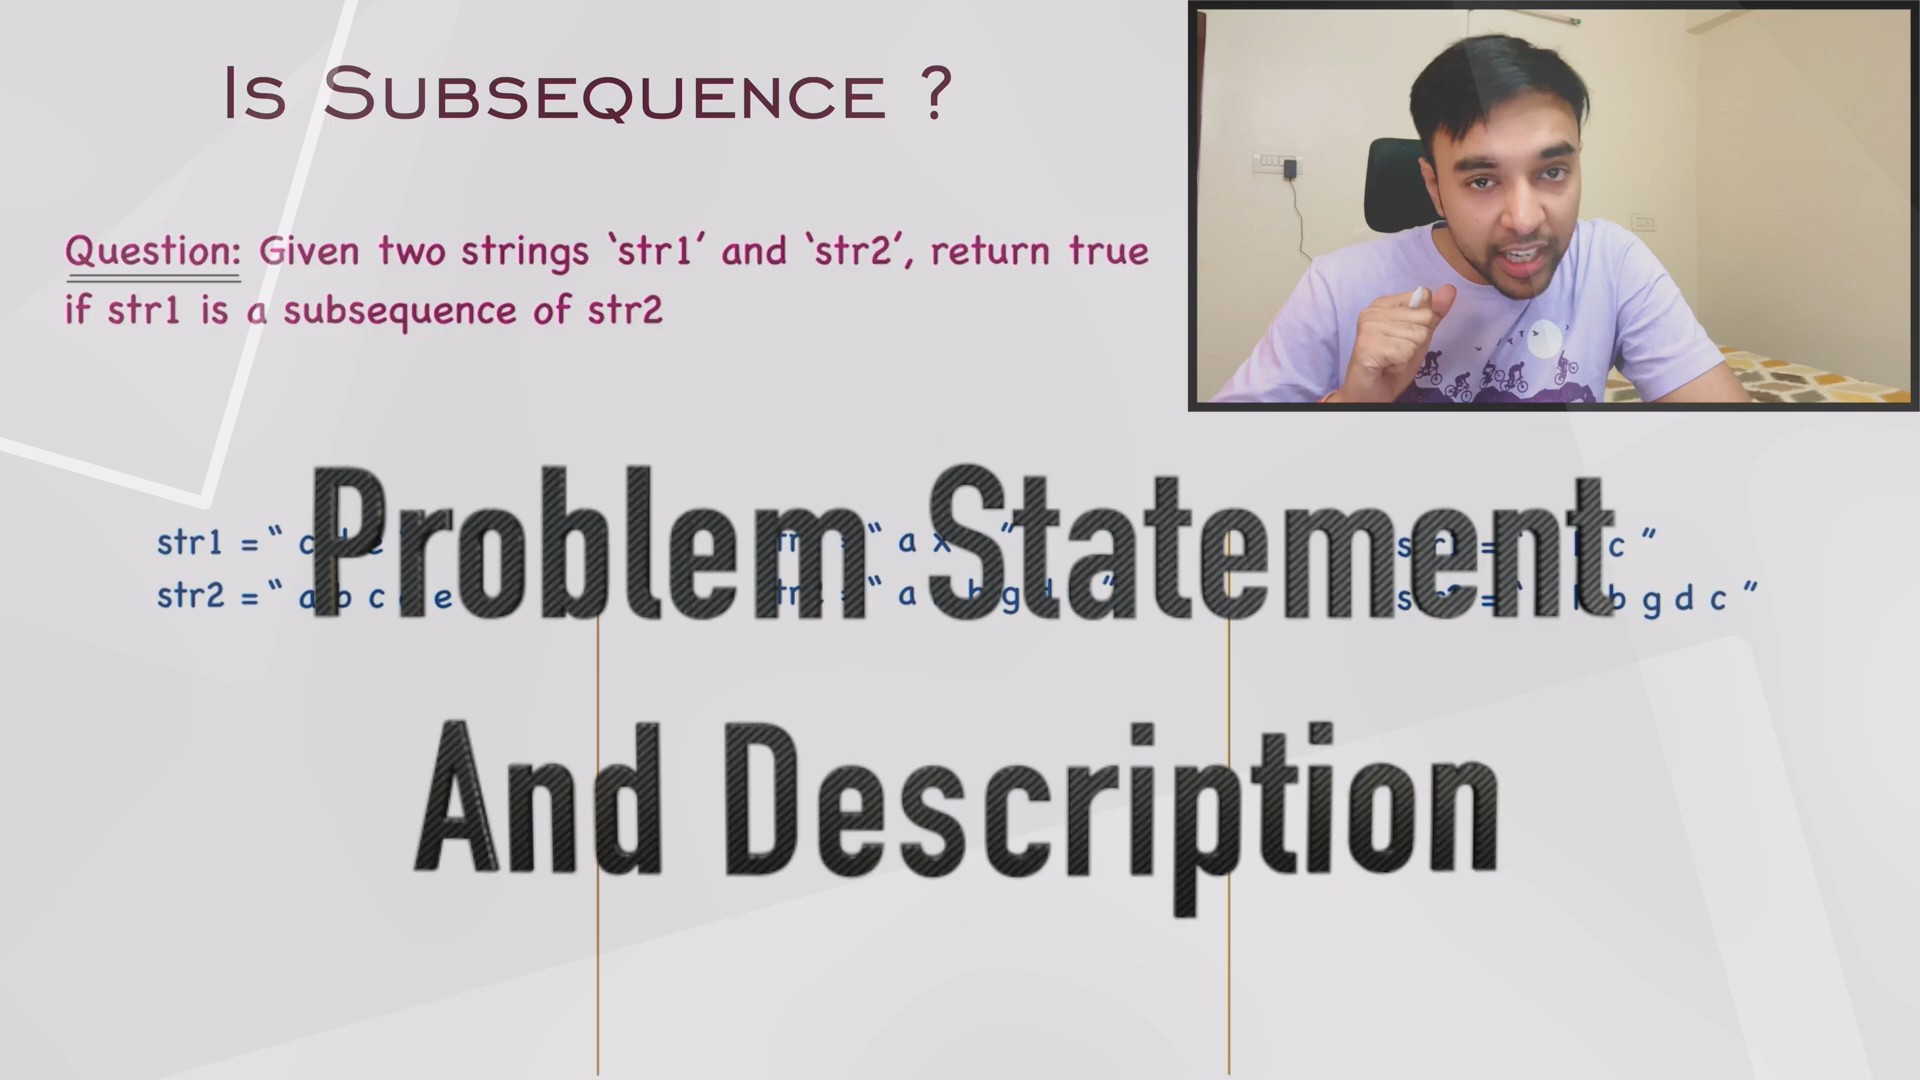 Is Subsequence ?
Question: Given two strings ‘str1’ and ‘str2’, return true
if str1 is a subsequence of str2
Problem Statement
str1 = “ c
str2 = “ a b c e
“ a x ”
“ a b g ”
c ”
b g d c ”
And Description